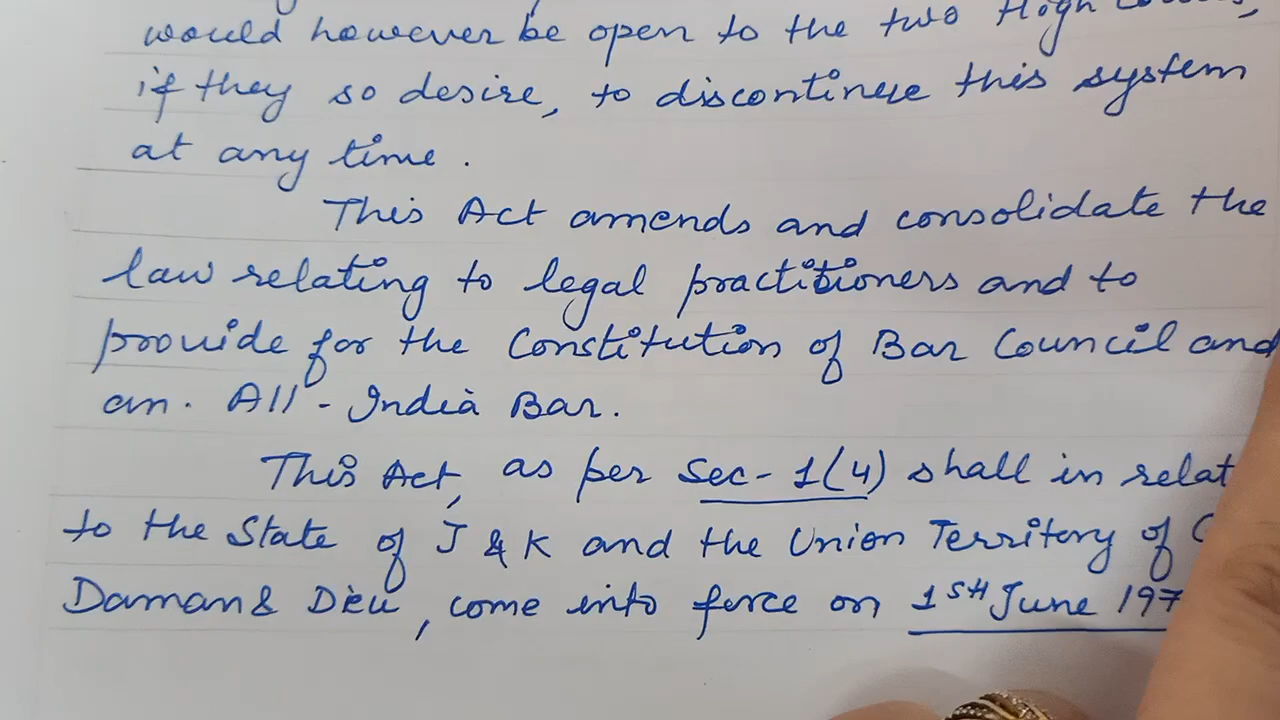 would however be open to the two High
if they so desire, to discontinue this system
at any time.
This Act amends and consolidate the
law relating to legal practitioners and to
provide for the Constitution of Bar Council and
an. All-India Bar.
This Act, as per Sec-1(4) shall in relat
to the State of J & K and the Union Territory of
Daman & Dieu, come into force on 1SH June 197